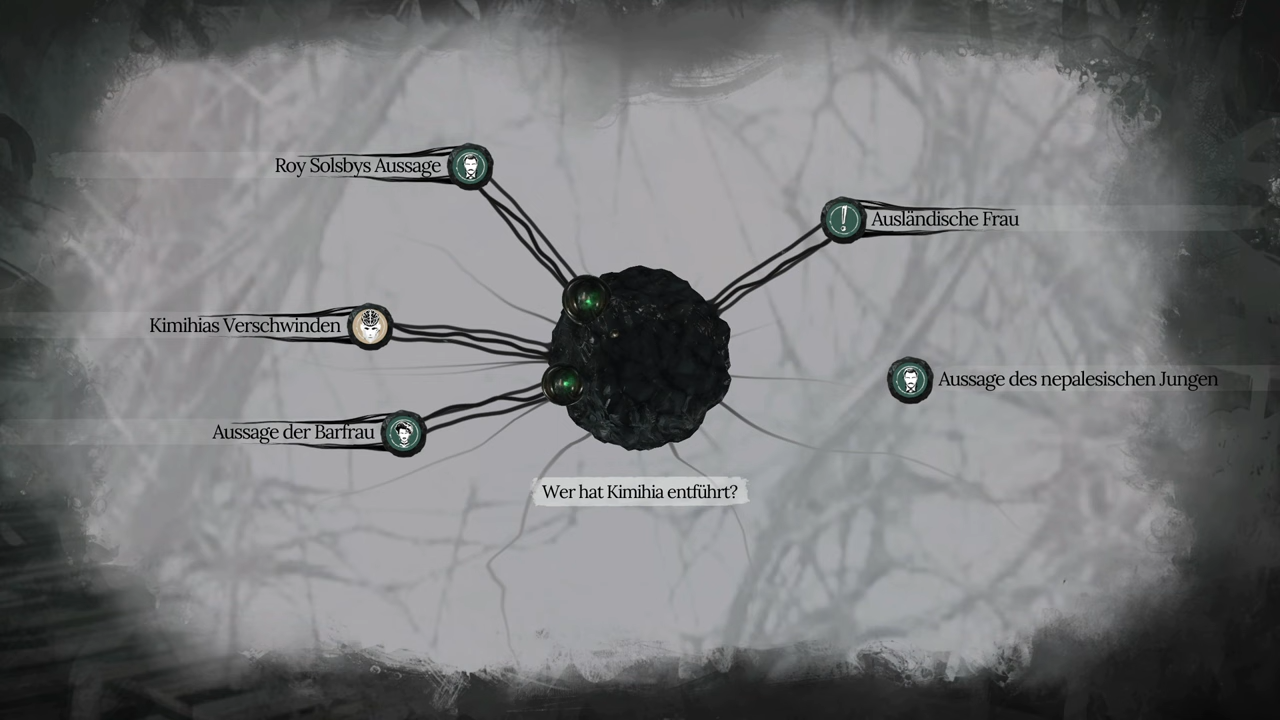 Roy Solsbys Aussage
Ausländische Frau
Kimihias Verschwinden
Aussage des nepalesischen Jungen
Aussage der Barfrau
Wer hat Kimihia entführt?